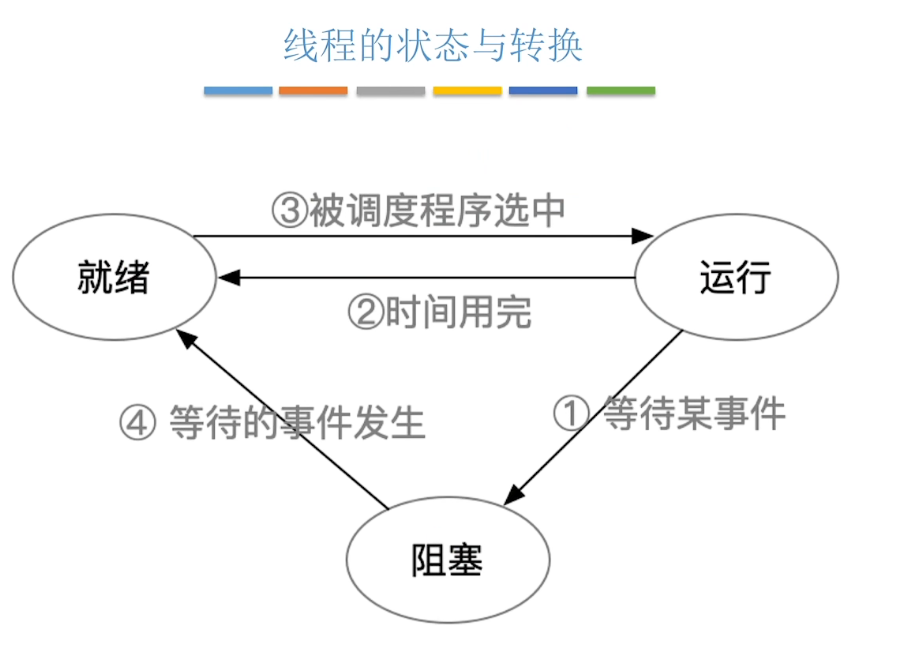 线程的状态与转换
③被调度程序选中
就绪
运行
②时间用完
① 等待某事件
④ 等待的事件发生
阻塞